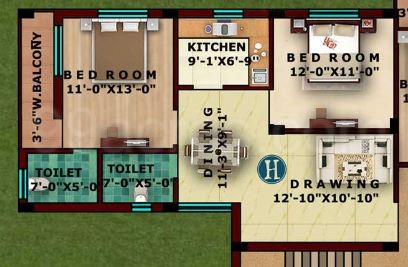 3'-6"W.BALCONY
BED ROOM
11'-0"X13'-0"
KITCHEN
9'-1"X6'-9"
BED ROOM
12'-0"X11'-0"
DINING
11'-3"X9'-1"
TOILET
7'-0"X5'-0"
TOILET
7'-0"X5'-0"
H
DRAWING
12'-10"X10'-10"